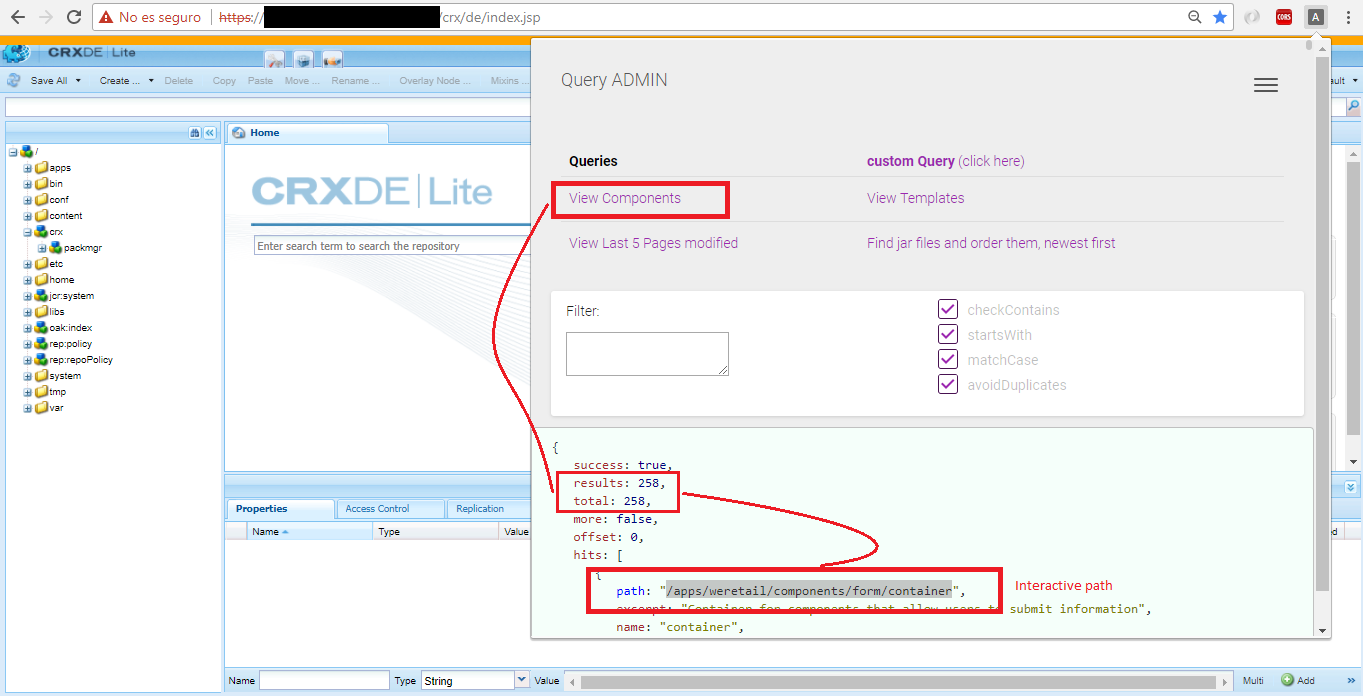 No es seguro | https:// /crx/de/index.jsp
CORS
A
CRXDE | Lite
Save All Create ... Delete Copy Paste Move ... Rename ... Overlay Node ... Mixins ...
ault
Home
/
apps
bin
conf
content
crx
packmgr
etc
home
jcr:system
libs
oak:index
rep:policy
rep:repoPolicy
system
tmp
var
CRXDE | Lite
Enter search term to search the repository
Query ADMIN
Queries custom Query (click here)
View Components View Templates
View Last 5 Pages modified Find jar files and order them, newest first
Filter:
checkContains
startsWith
matchCase
avoidDuplicates
{
success: true,
results: 258,
total: 258,
more: false,
offset: 0,
hits: [
{
path: "/apps/weretail/components/form/container",
Interactive path
excerpt: "Container for components that allow users to submit information",
name: "container",
Properties Access Control Replication
Name Type Value
ed
Name Type String Value Multi Add »